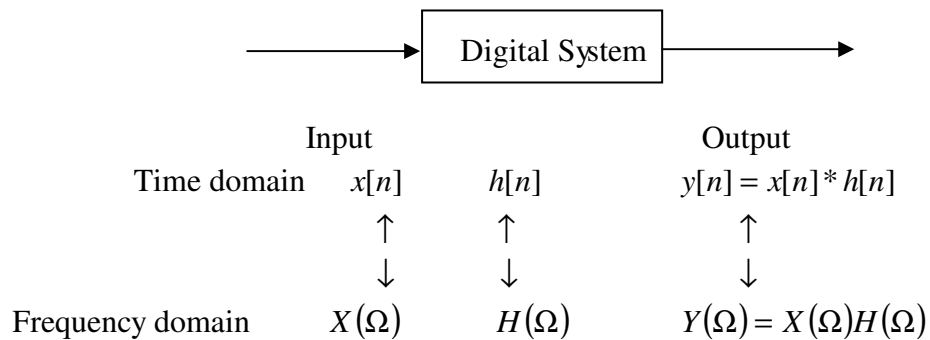 Digital System
Input Output
Time domain x[n] h[n] y[n] = x[n] * h[n]
↑ ↑ ↑
↓ ↓ ↓
Frequency domain X(Ω) H(Ω) Y(Ω) = X(Ω)H(Ω)